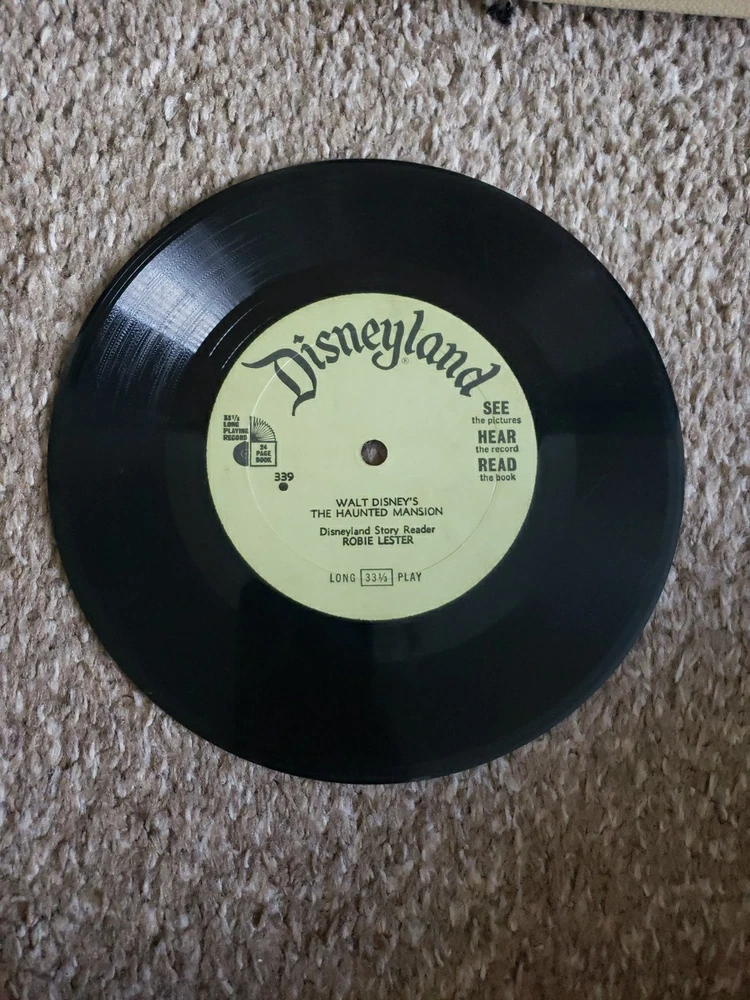 Disneyland®
33⅓
LONG
PLAYING
RECORD
24
PAGE
BOOK
339
SEE
the pictures
HEAR
the record
READ
the book
WALT DISNEY'S
THE HAUNTED MANSION
Disneyland Story Reader
ROBIE LESTER
LONG 33⅓ PLAY